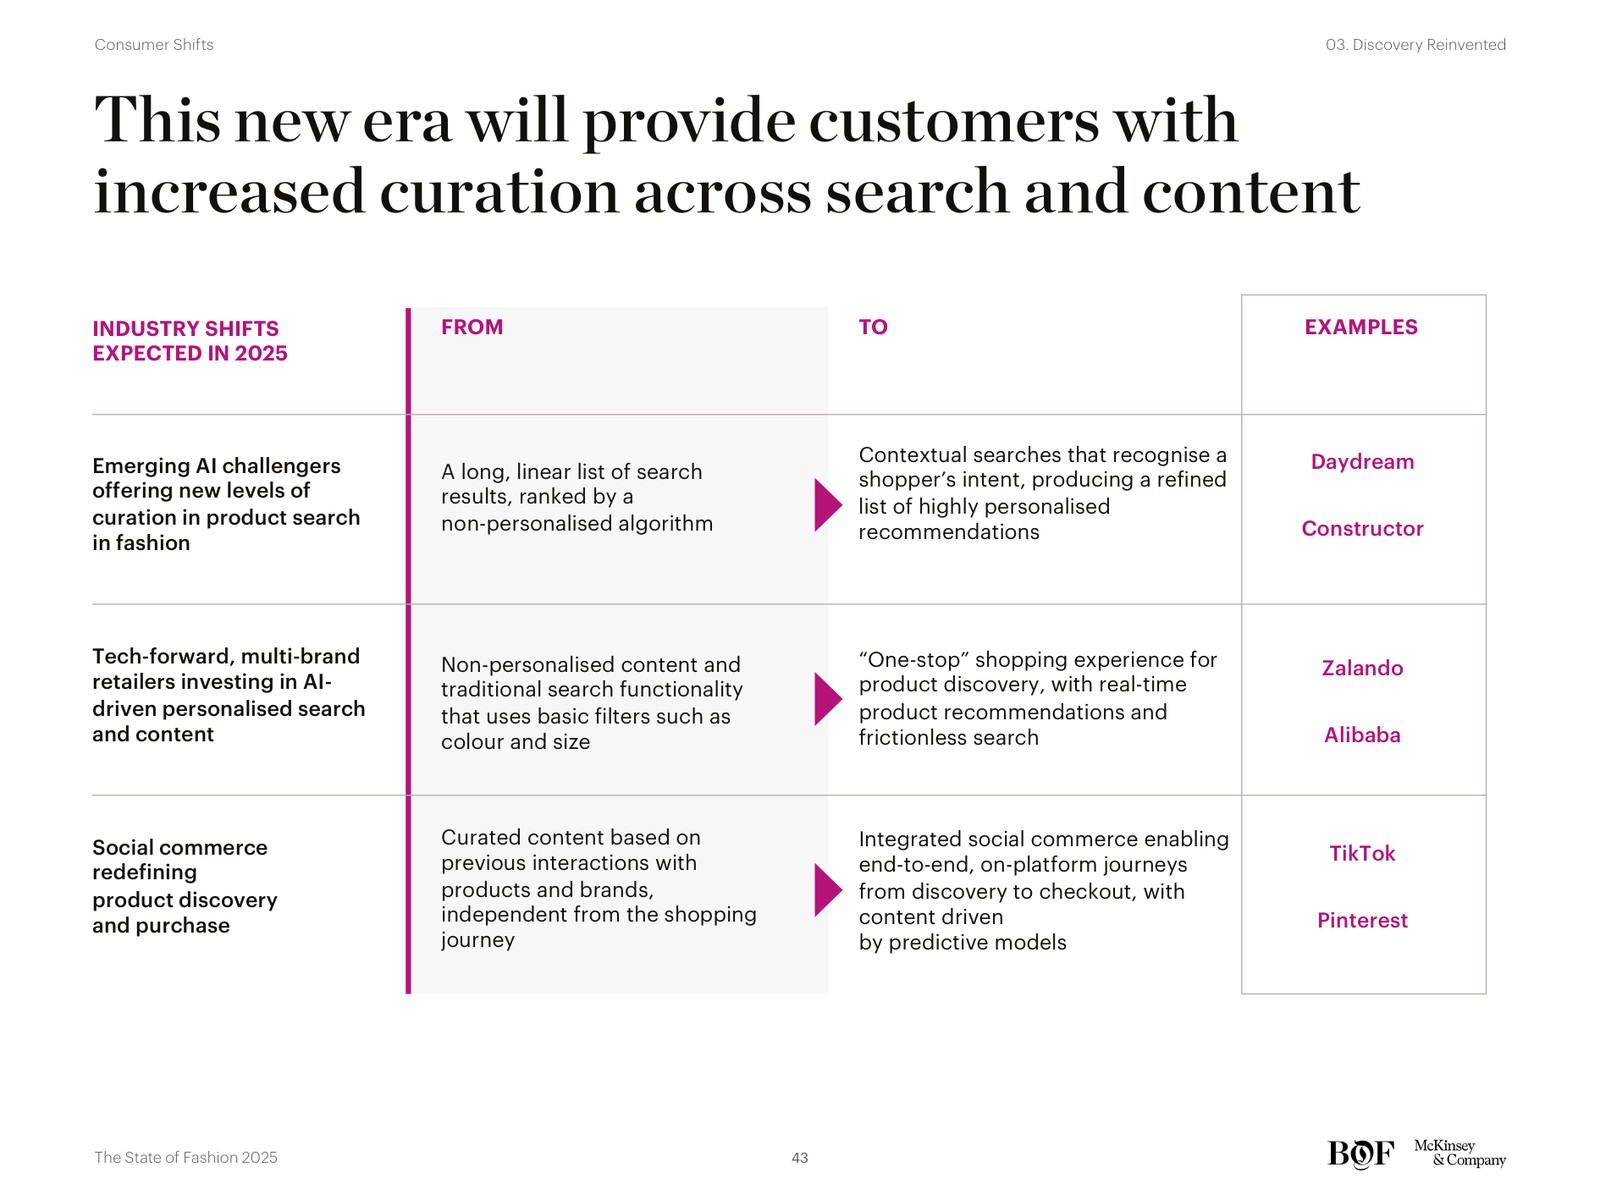 Consumer Shifts
03. Discovery Reinvented
This new era will provide customers with
increased curation across search and content
INDUSTRY SHIFTS
EXPECTED IN 2025
FROM
TO
EXAMPLES
Emerging AI challengers
offering new levels of
curation in product search
in fashion
A long, linear list of search
results, ranked by a
non-personalised algorithm
Contextual searches that recognise a
shopper’s intent, producing a refined
list of highly personalised
recommendations
Daydream
Constructor
Tech-forward, multi-brand
retailers investing in AI-
driven personalised search
and content
Non-personalised content and
traditional search functionality
that uses basic filters such as
colour and size
“One-stop” shopping experience for
product discovery, with real-time
product recommendations and
frictionless search
Zalando
Alibaba
Social commerce
redefining
product discovery
and purchase
Curated content based on
previous interactions with
products and brands,
independent from the shopping
journey
Integrated social commerce enabling
end-to-end, on-platform journeys
from discovery to checkout, with
content driven
by predictive models
TikTok
Pinterest
The State of Fashion 2025
43
BOF
McKinsey
& Company